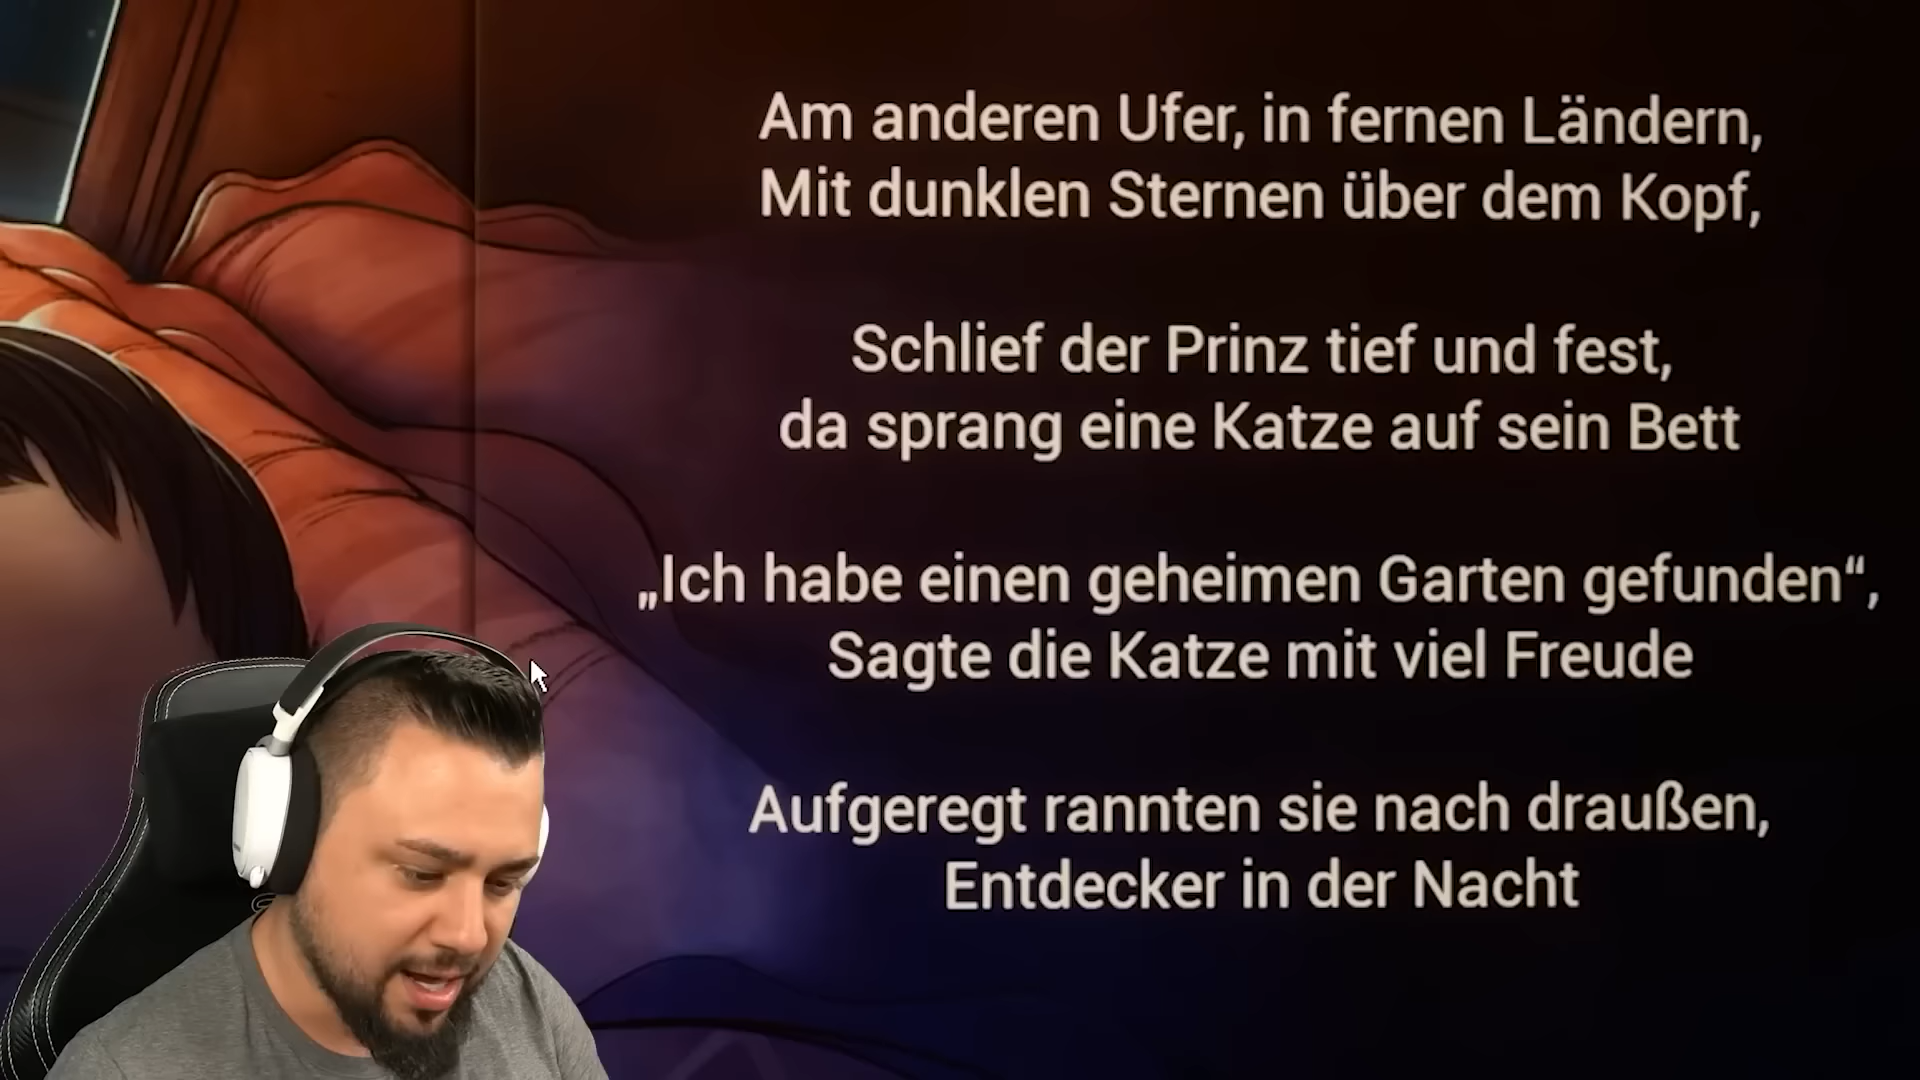 Am anderen Ufer, in fernen Ländern,
Mit dunklen Sternen über dem Kopf,
Schlief der Prinz tief und fest,
da sprang eine Katze auf sein Bett
„Ich habe einen geheimen Garten gefunden“,
Sagte die Katze mit viel Freude
Aufgeregt rannten sie nach draußen,
Entdecker in der Nacht